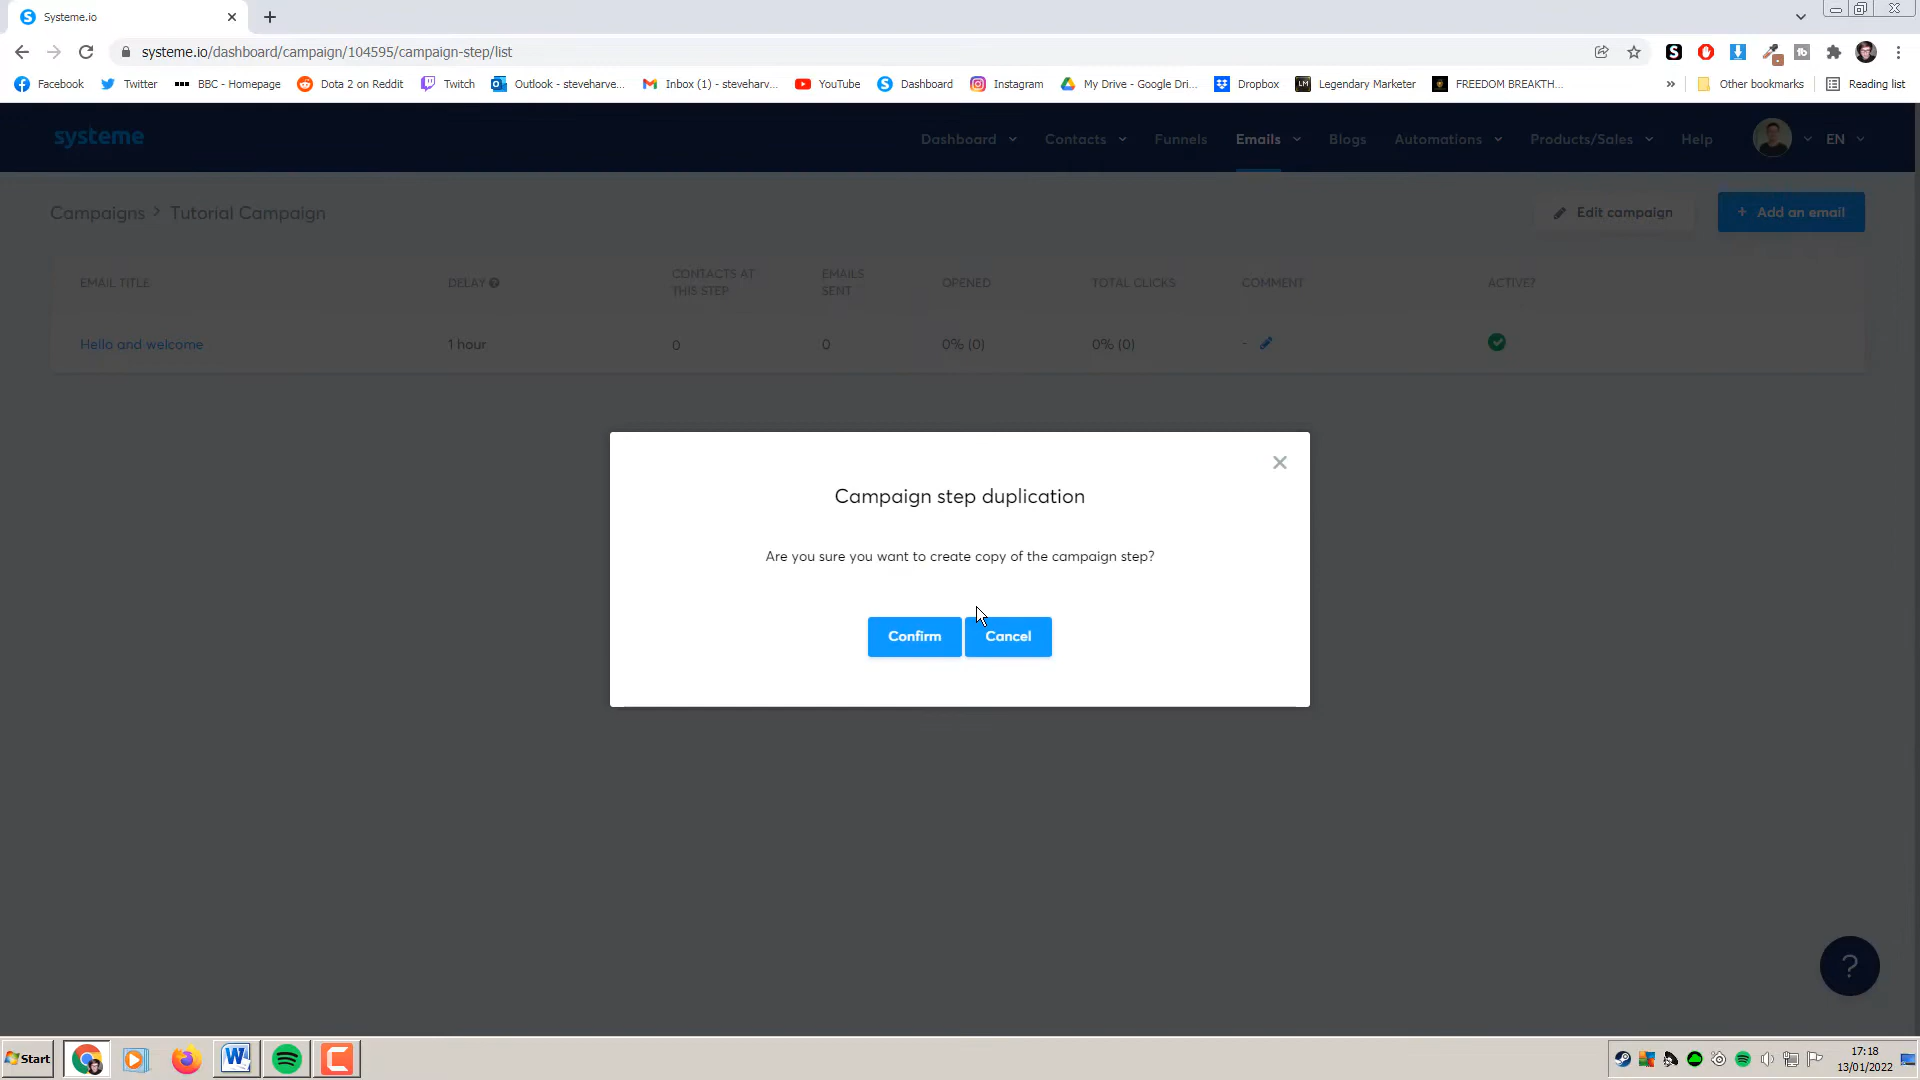 Systeme.io
systeme.io/dashboard/campaign/104595/campaign-step/list
Facebook Twitter BBC - Homepage Dota 2 on Reddit Twitch Outlook - steveharve... Inbox (1) - steveharv... YouTube Dashboard Instagram My Drive - Google Dri... Dropbox Legendary Marketer FREEDOM BREAKTH... » Other bookmarks Reading list
systeme Dashboard Contacts Funnels Emails Blogs Automations Products/Sales Help EN
Campaigns > Tutorial Campaign Edit campaign + Add an email
EMAIL TITLE DELAY ? CONTACTS AT THIS STEP EMAILS SENT OPENED TOTAL CLICKS COMMENT ACTIVE?
Hello and welcome 1 hour 0 0 0% (0) 0% (0) -
Campaign step duplication
Are you sure you want to create copy of the campaign step?
Confirm Cancel
?
Start 17:18
13/01/2022